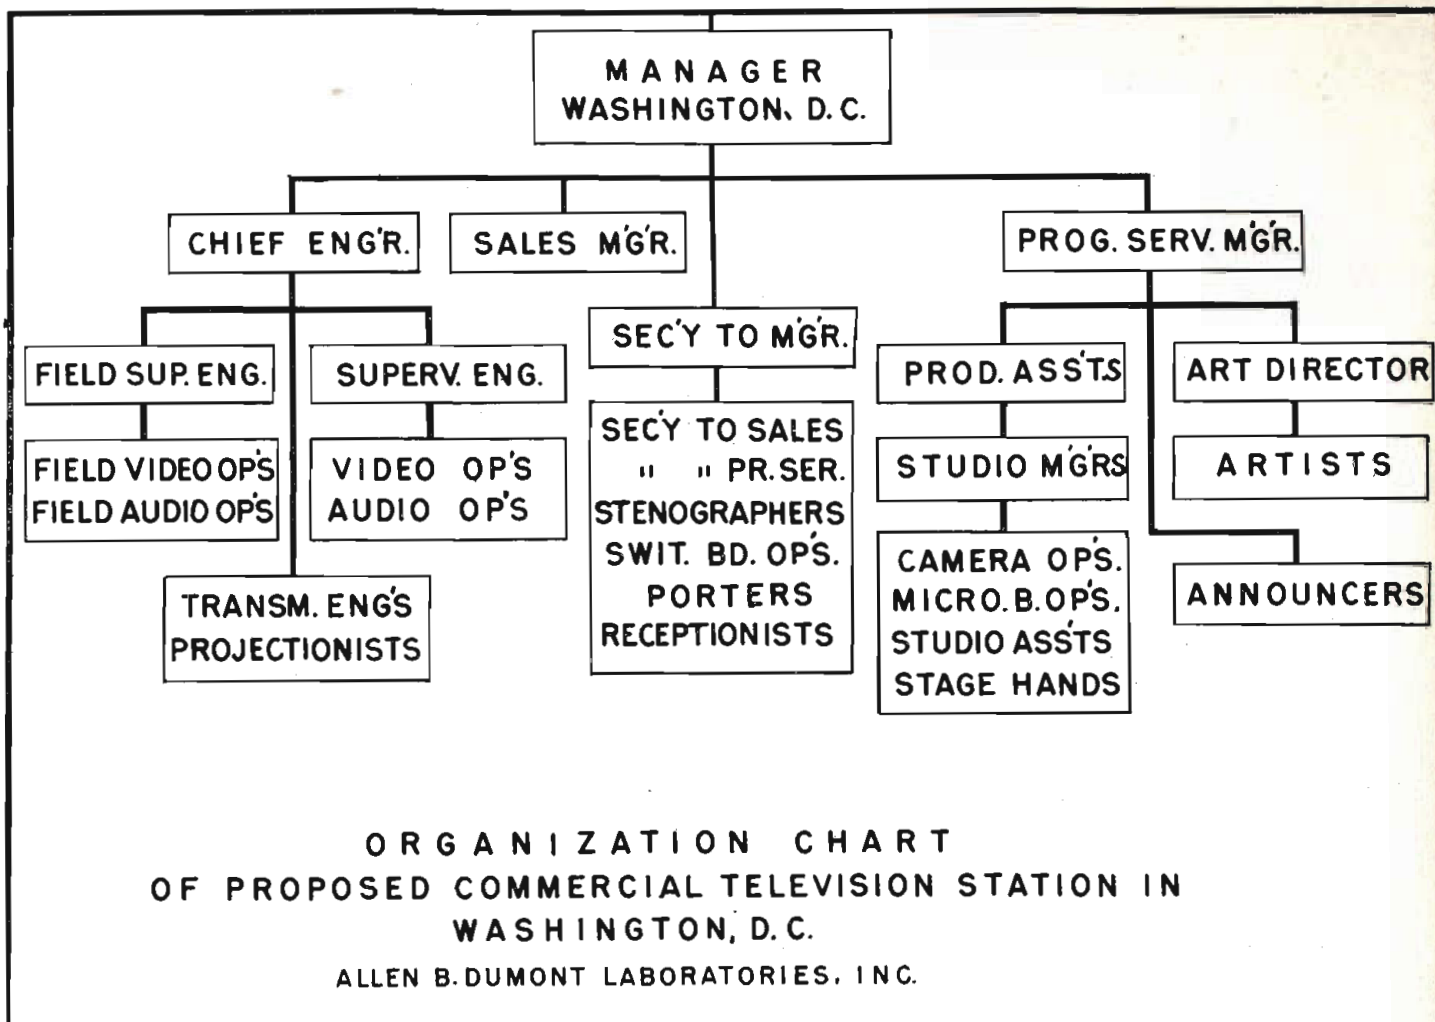 MANAGER
WASHINGTON, D.C.
CHIEF ENG'R.
SALES M'G'R.
PROG. SERV. M'G'R.
SEC'Y TO M'G'R.
FIELD SUP. ENG.
SUPERV. ENG.
PROD. ASS'T.S
ART DIRECTOR
FIELD VIDEO OP'S
FIELD AUDIO OP'S
VIDEO OP'S
AUDIO OP'S
SEC'Y TO SALES
" " PR. SER.
STENOGRAPHERS
SWIT. BD. OP'S.
PORTERS
RECEPTIONISTS
STUDIO M'G'RS
ARTISTS
TRANSM. ENG'S
PROJECTIONISTS
CAMERA OP'S.
MICRO. B. OP'S.
STUDIO ASS'TS
STAGE HANDS
ANNOUNCERS
ORGANIZATION CHART
OF PROPOSED COMMERCIAL TELEVISION STATION IN
WASHINGTON, D.C.
ALLEN B. DUMONT LABORATORIES, INC.